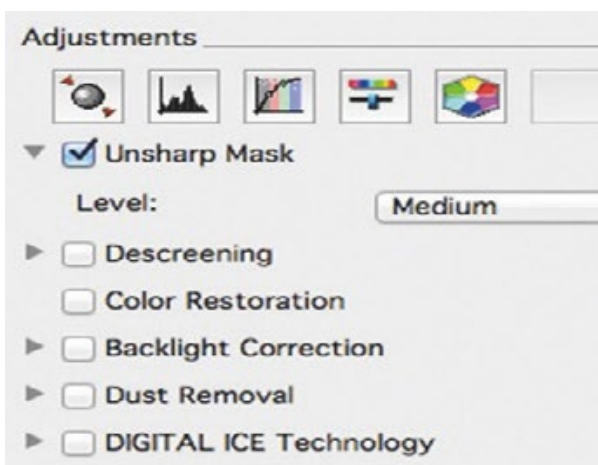 Adjustments
Unsharp Mask
Level: Medium
Descreening
Color Restoration
Backlight Correction
Dust Removal
DIGITAL ICE Technology